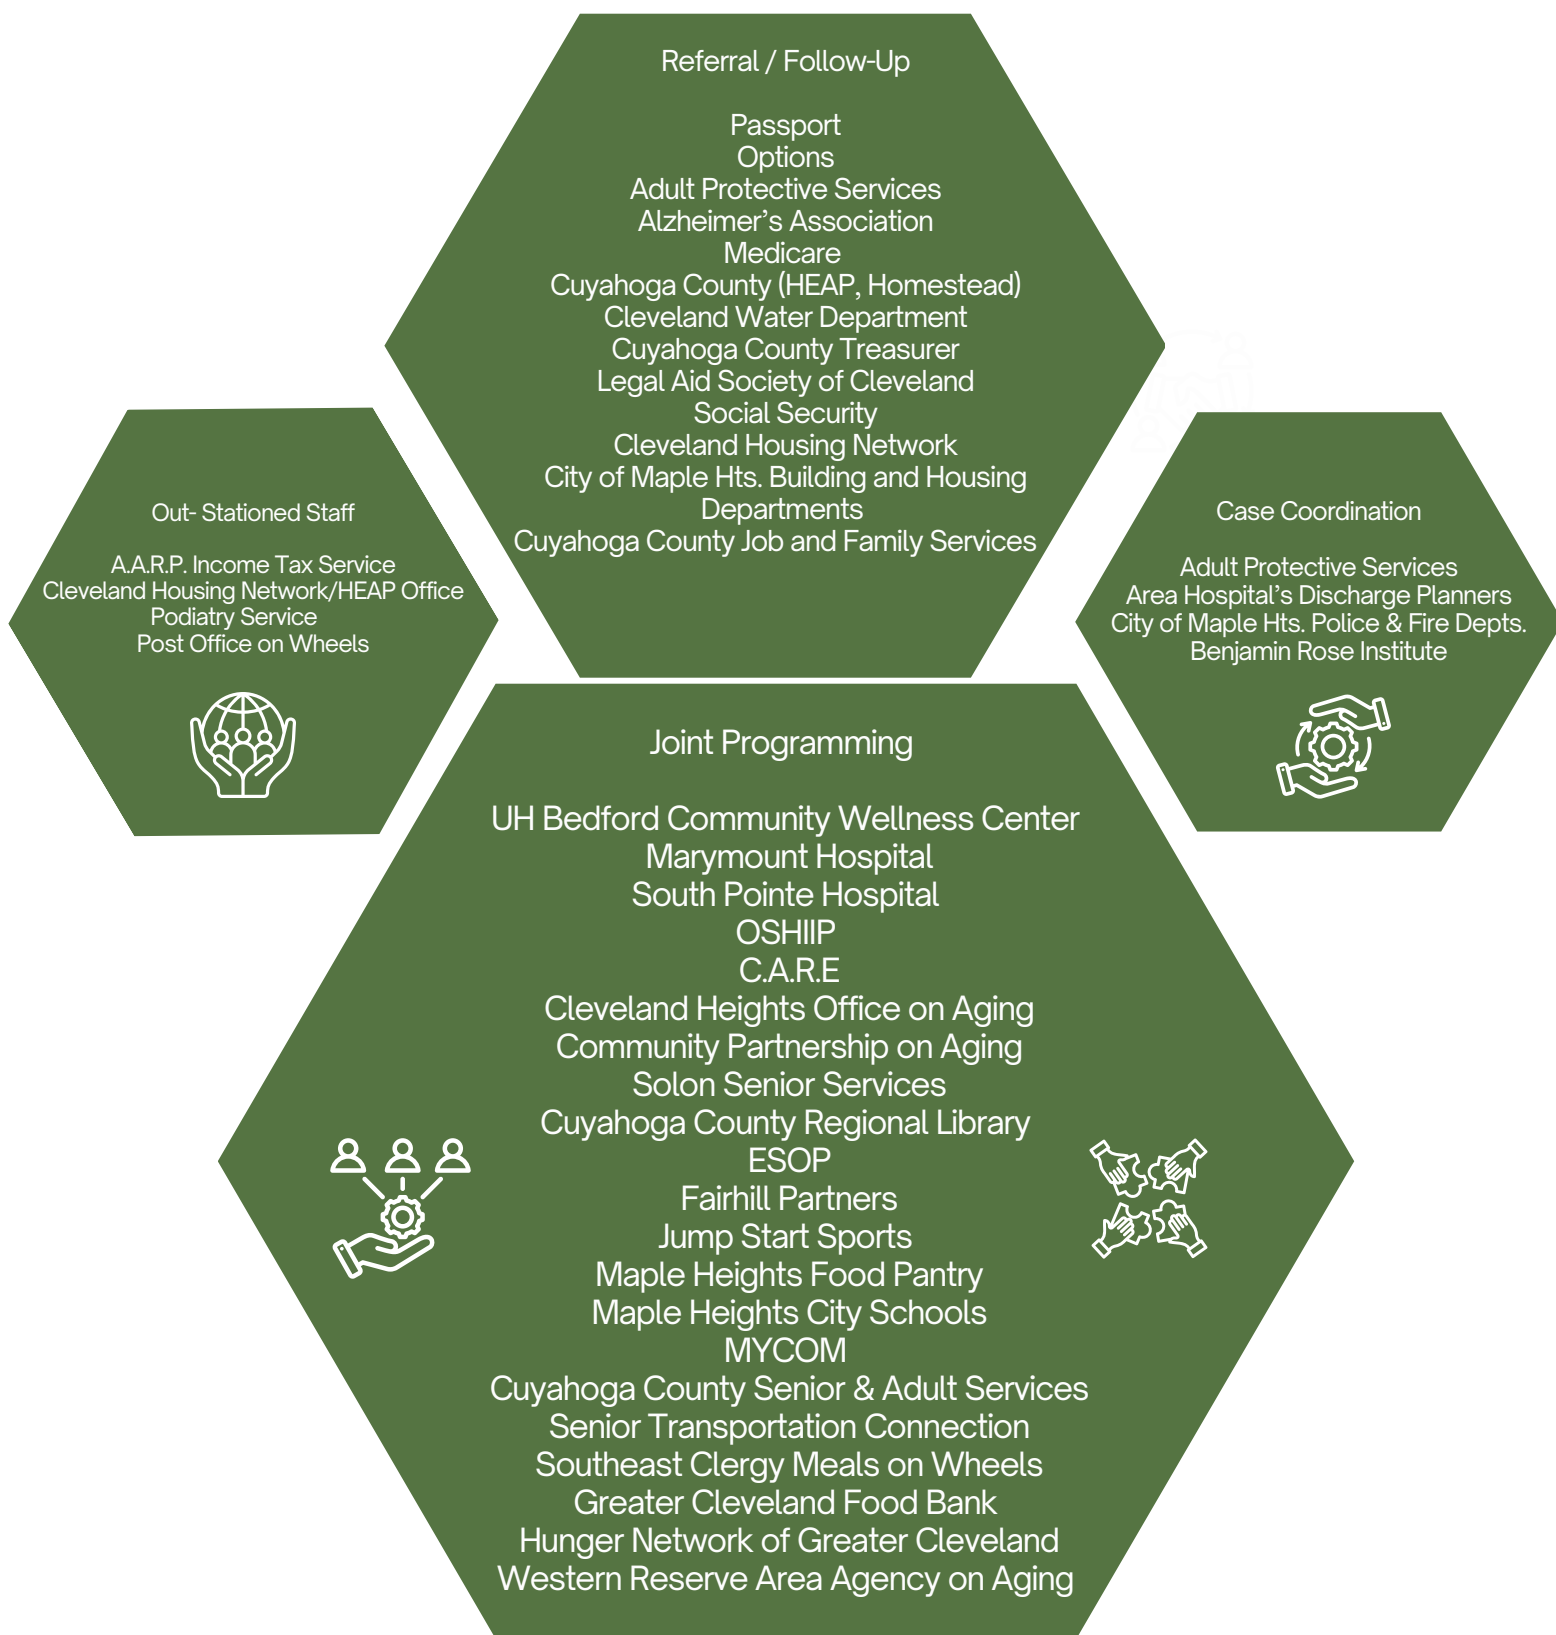 Referral / Follow-Up
Passport
Options
Adult Protective Services
Alzheimer’s Association
Medicare
Cuyahoga County (HEAP, Homestead)
Cleveland Water Department
Cuyahoga County Treasurer
Legal Aid Society of Cleveland
Social Security
Cleveland Housing Network
City of Maple Hts. Building and Housing
Departments
Cuyahoga County Job and Family Services
Out- Stationed Staff
A.A.R.P. Income Tax Service
Cleveland Housing Network/HEAP Office
Podiatry Service
Post Office on Wheels
Case Coordination
Adult Protective Services
Area Hospital’s Discharge Planners
City of Maple Hts. Police & Fire Depts.
Benjamin Rose Institute
Joint Programming
UH Bedford Community Wellness Center
Marymount Hospital
South Pointe Hospital
OSHIIP
C.A.R.E
Cleveland Heights Office on Aging
Community Partnership on Aging
Solon Senior Services
Cuyahoga County Regional Library
ESOP
Fairhill Partners
Jump Start Sports
Maple Heights Food Pantry
Maple Heights City Schools
MYCOM
Cuyahoga County Senior & Adult Services
Senior Transportation Connection
Southeast Clergy Meals on Wheels
Greater Cleveland Food Bank
Hunger Network of Greater Cleveland
Western Reserve Area Agency on Aging